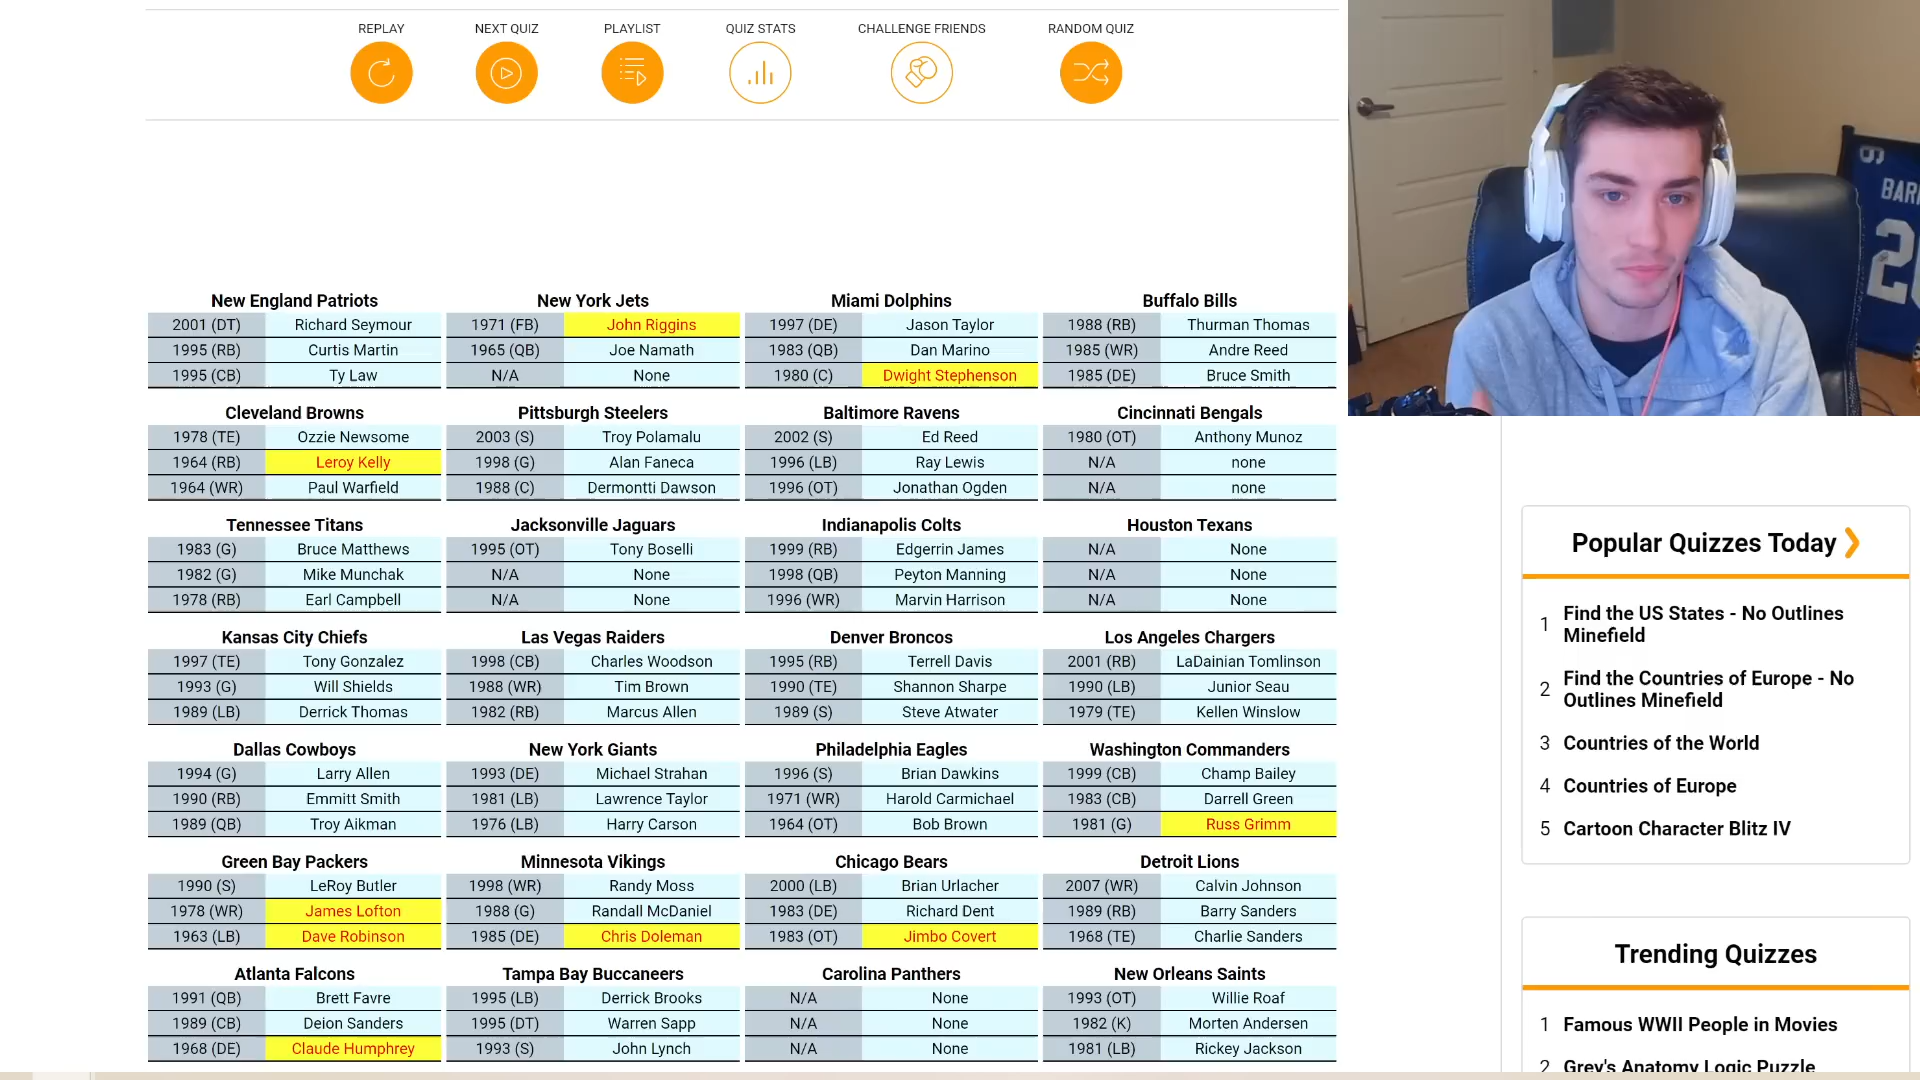 REPLAY NEXT QUIZ PLAYLIST QUIZ STATS CHALLENGE FRIENDS RANDOM QUIZ
New England Patriots New York Jets Miami Dolphins Buffalo Bills
2001 (DT) Richard Seymour 1971 (FB) John Riggins 1997 (DE) Jason Taylor 1988 (RB) Thurman Thomas
1995 (RB) Curtis Martin 1965 (QB) Joe Namath 1983 (QB) Dan Marino 1985 (WR) Andre Reed
1995 (CB) Ty Law N/A None 1980 (C) Dwight Stephenson 1985 (DE) Bruce Smith
Cleveland Browns Pittsburgh Steelers Baltimore Ravens Cincinnati Bengals
1978 (TE) Ozzie Newsome 2003 (S) Troy Polamalu 2002 (S) Ed Reed 1980 (OT) Anthony Munoz
1964 (RB) Leroy Kelly 1998 (G) Alan Faneca 1996 (LB) Ray Lewis N/A none
1964 (WR) Paul Warfield 1988 (C) Dermontti Dawson 1996 (OT) Jonathan Ogden N/A none
Tennessee Titans Jacksonville Jaguars Indianapolis Colts Houston Texans
1983 (G) Bruce Matthews 1995 (OT) Tony Boselli 1999 (RB) Edgerrin James N/A None
1982 (G) Mike Munchak N/A None 1998 (QB) Peyton Manning N/A None
1978 (RB) Earl Campbell N/A None 1996 (WR) Marvin Harrison N/A None
Kansas City Chiefs Las Vegas Raiders Denver Broncos Los Angeles Chargers
1997 (TE) Tony Gonzalez 1998 (CB) Charles Woodson 1995 (RB) Terrell Davis 2001 (RB) LaDainian Tomlinson
1993 (G) Will Shields 1988 (WR) Tim Brown 1990 (TE) Shannon Sharpe 1990 (LB) Junior Seau
1989 (LB) Derrick Thomas 1982 (RB) Marcus Allen 1989 (S) Steve Atwater 1979 (TE) Kellen Winslow
Dallas Cowboys New York Giants Philadelphia Eagles Washington Commanders
1994 (G) Larry Allen 1993 (DE) Michael Strahan 1996 (S) Brian Dawkins 1999 (CB) Champ Bailey
1990 (RB) Emmitt Smith 1981 (LB) Lawrence Taylor 1971 (WR) Harold Carmichael 1983 (CB) Darrell Green
1989 (QB) Troy Aikman 1976 (LB) Harry Carson 1964 (OT) Bob Brown 1981 (G) Russ Grimm
Green Bay Packers Minnesota Vikings Chicago Bears Detroit Lions
1990 (S) LeRoy Butler 1998 (WR) Randy Moss 2000 (LB) Brian Urlacher 2007 (WR) Calvin Johnson
1978 (WR) James Lofton 1988 (G) Randall McDaniel 1983 (DE) Richard Dent 1989 (RB) Barry Sanders
1963 (LB) Dave Robinson 1985 (DE) Chris Doleman 1983 (OT) Jimbo Covert 1968 (TE) Charlie Sanders
Atlanta Falcons Tampa Bay Buccaneers Carolina Panthers New Orleans Saints
1991 (QB) Brett Favre 1995 (LB) Derrick Brooks N/A None 1993 (OT) Willie Roaf
1989 (CB) Deion Sanders 1995 (DT) Warren Sapp N/A None 1982 (K) Morten Andersen
1968 (DE) Claude Humphrey 1993 (S) John Lynch N/A None 1981 (LB) Rickey Jackson
BAR
2
Popular Quizzes Today
1 Find the US States - No Outlines
Minefield
2 Find the Countries of Europe - No
Outlines Minefield
3 Countries of the World
4 Countries of Europe
5 Cartoon Character Blitz IV
Trending Quizzes
1 Famous WWII People in Movies
2 Grey's Anatomy Logic Puzzle